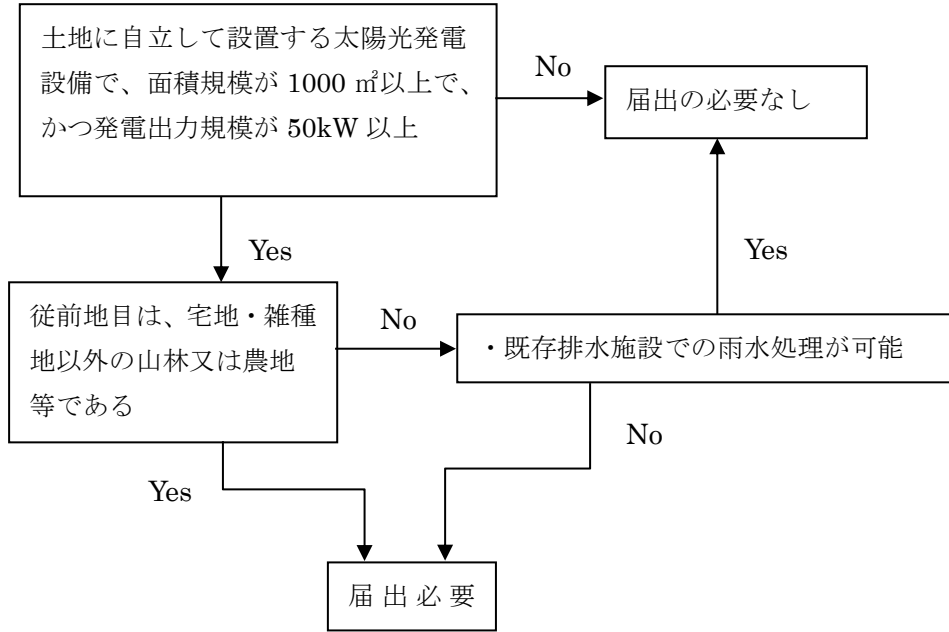 土地に自立して設置する太陽光発電
設備で、面積規模が 1000 ㎡以上で、
かつ発電出力規模が 50kW 以上
No
届出の必要なし
Yes
Yes
従前地目は、宅地・雑種
地以外の山林又は農地
等である
No
・既存排水施設での雨水処理が可能
No
Yes
届 出 必 要